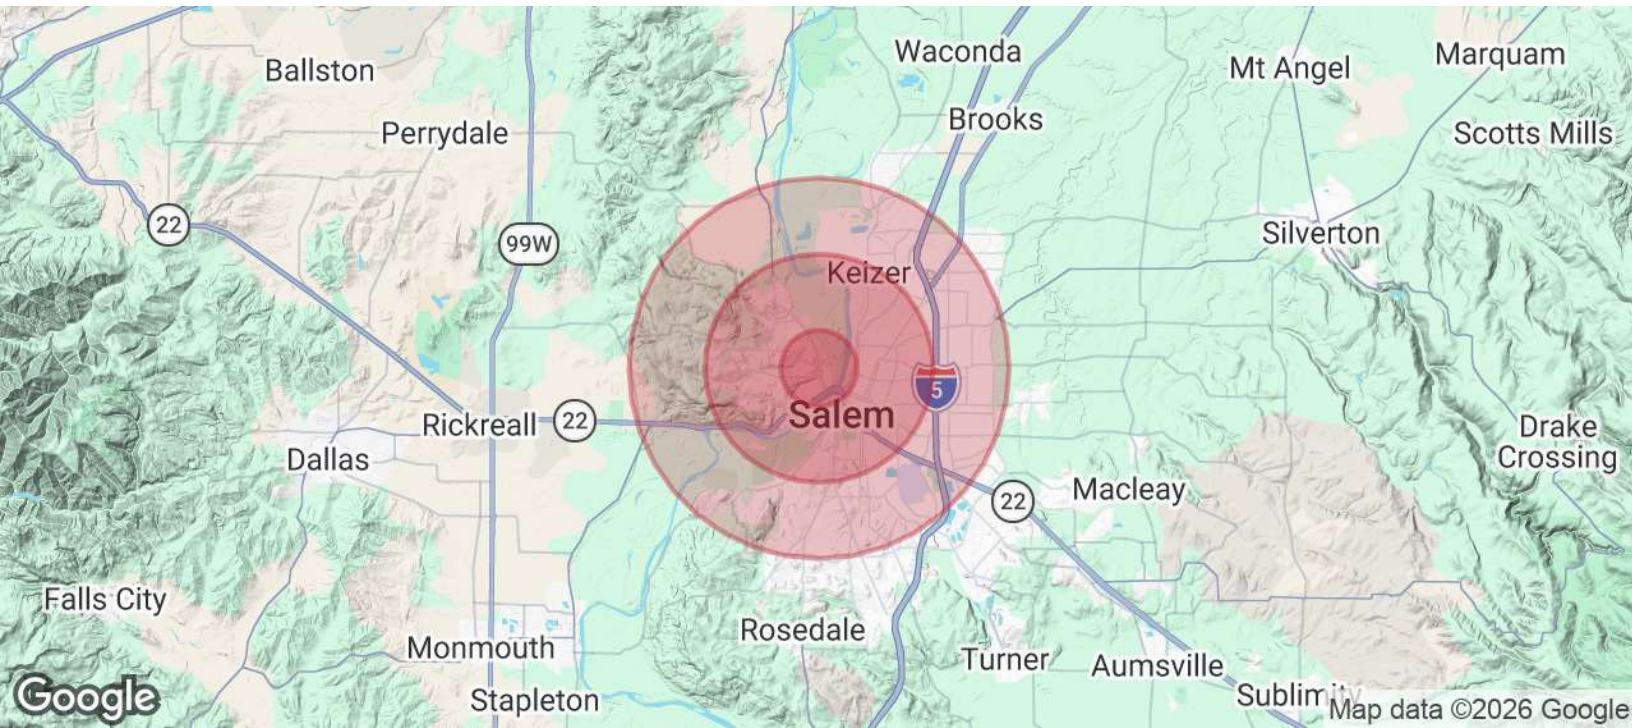 Waconda
Marquam
Ballston
Mt Angel
Brooks
Perrydale
Scotts Mills
22
Silverton
99W
Keizer
5
Salem
Rickreall
22
Drake
Crossing
Dallas
Macleay
22
Falls City
Rosedale
Monmouth
Turner
Aumsville
Stapleton
Sublimity
Google
Map data ©2026 Google